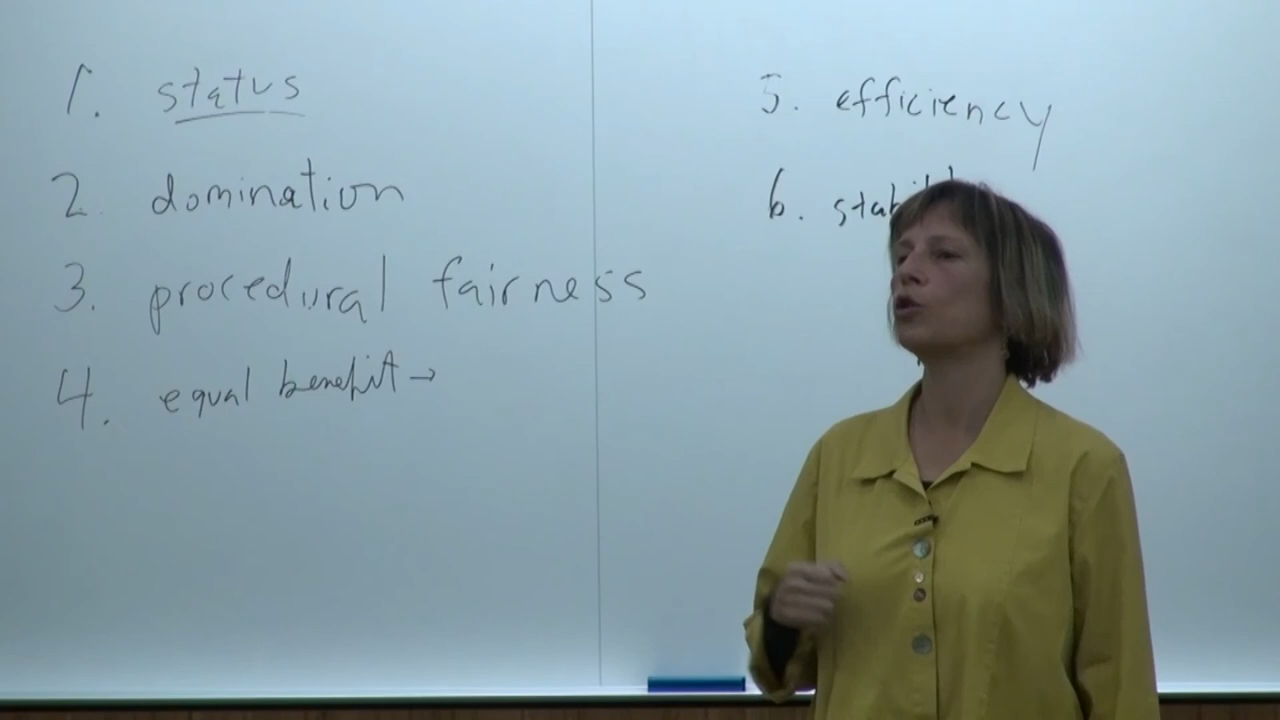 1. status
2. domination
3. procedural fairness
4. equal benefit →
5. efficiency
6.